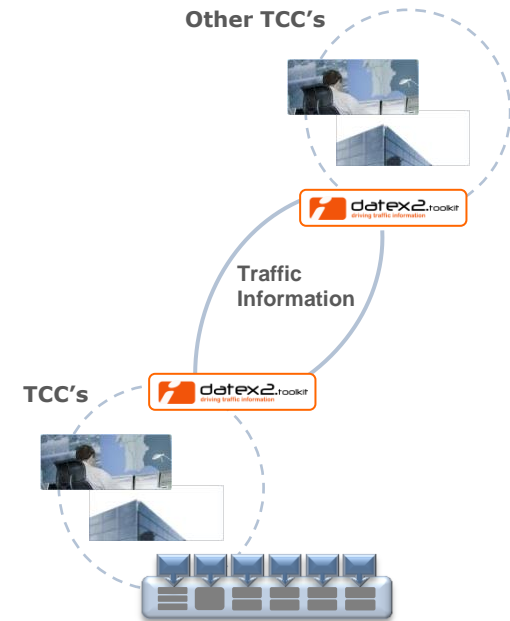 Other TCC's
datex2.toolkit
driving traffic information
Traffic
Information
TCC's
datex2.toolkit
driving traffic information